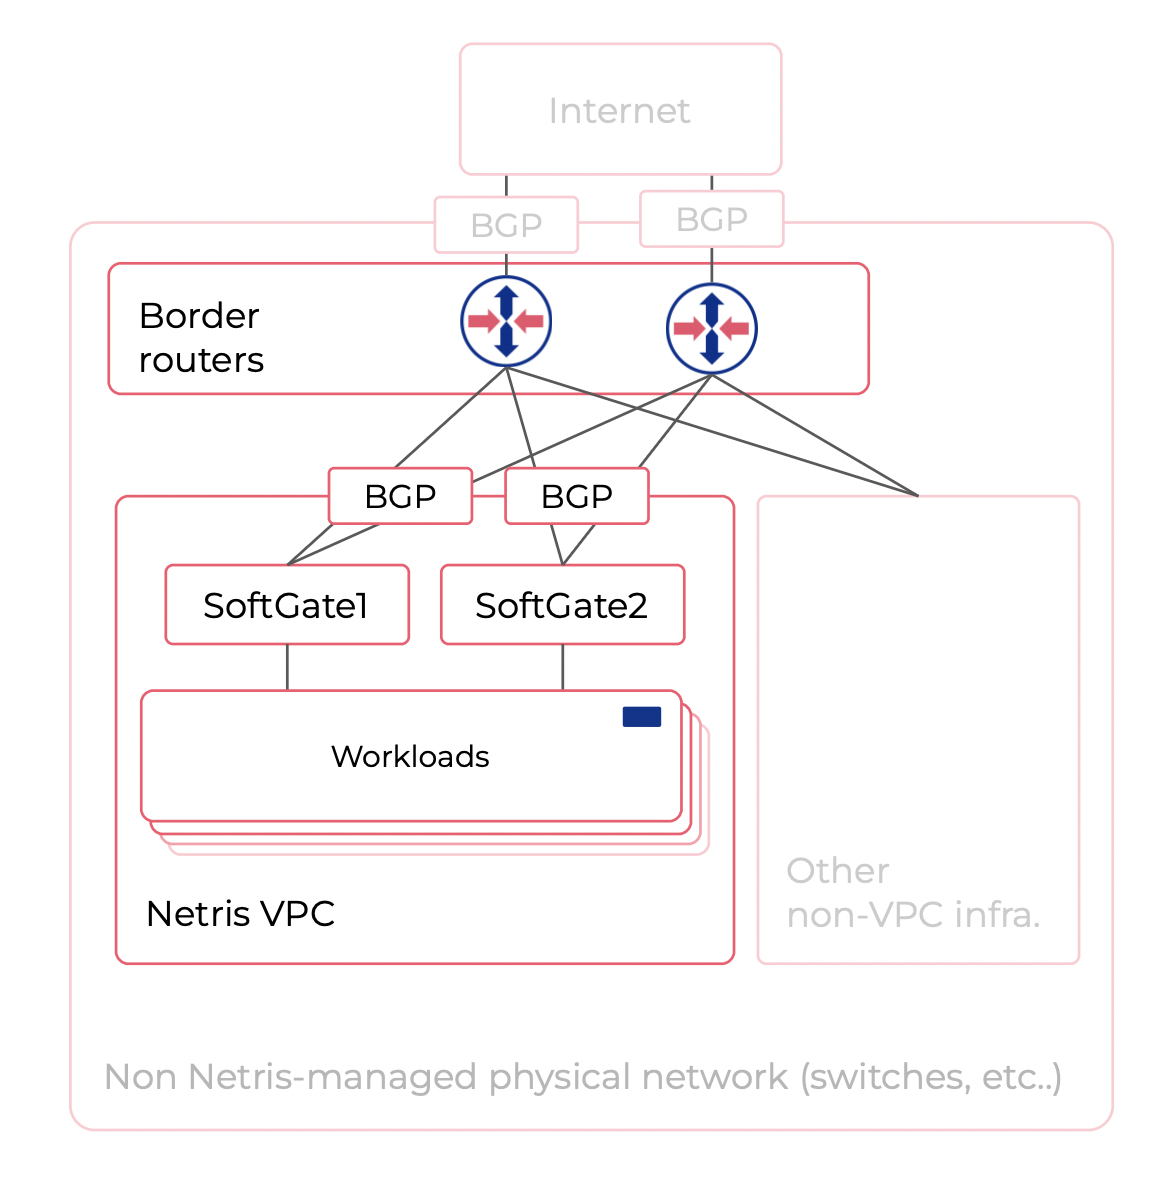 Internet
BGP
BGP
Border
routers
BGP
BGP
SoftGate1
SoftGate2
Workloads
Netris VPC
Other
non-VPC infra.
Non Netris-managed physical network (switches, etc..)